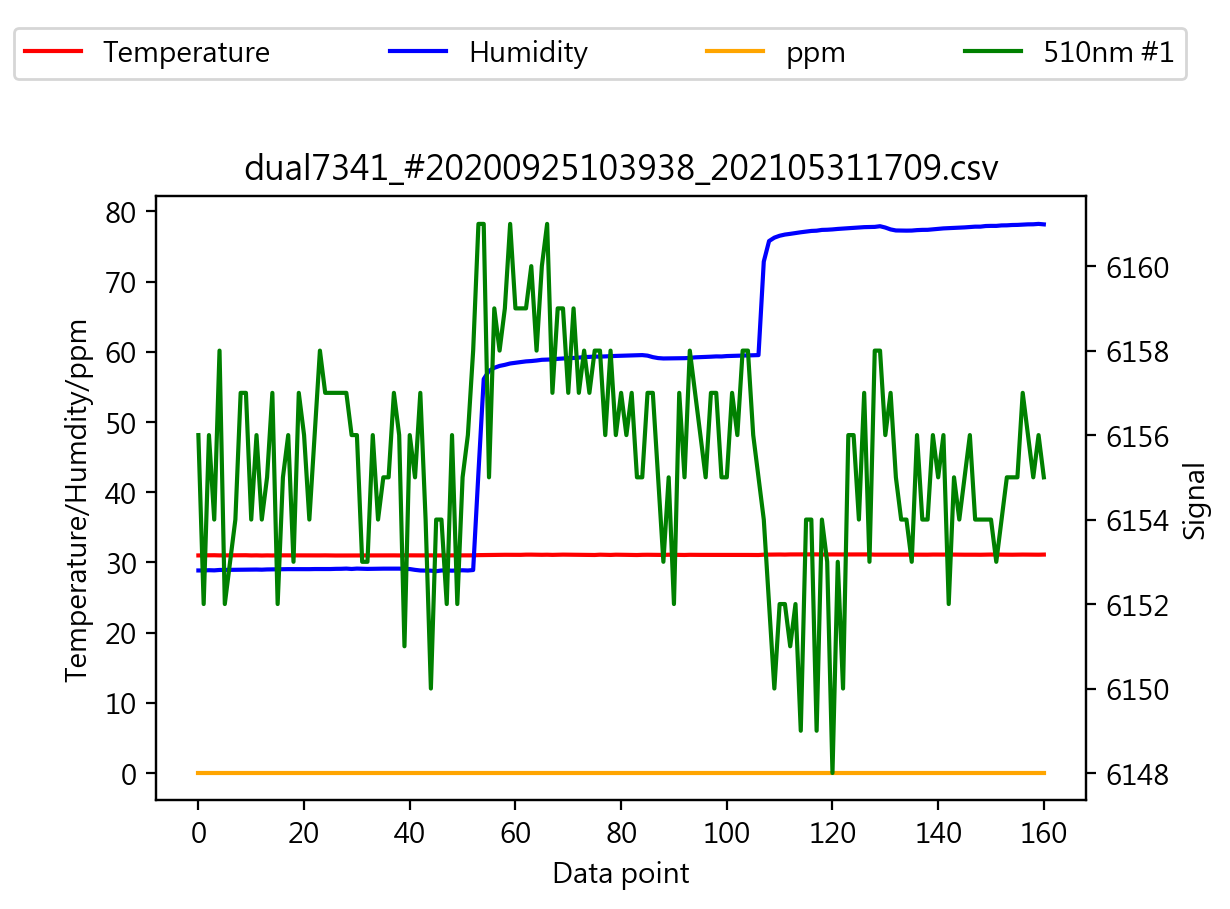 Temperature Humidity ppm 510nm #1
dual7341_#20200925103938_202105311709.csv
Temperature/Humdity/ppm
80
70
60
50
40
30
20
10
0
6160
6158
6156
6154
6152
6150
6148
Signal
0 20 40 60 80 100 120 140 160
Data point